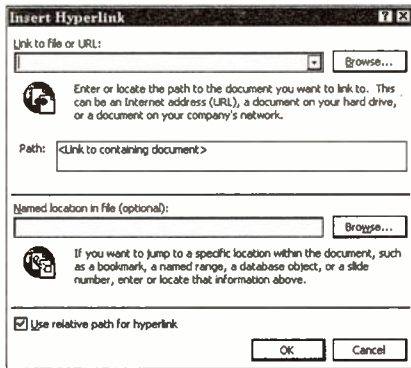 Insert Hyperlink
Link to file or URL:
Browse...
Enter or locate the path to the document you want to link to. This
can be an Internet address (URL), a document on your hard drive,
or a document on your company's network.
Path:
<Link to containing document>
Named location in file (optional):
Browse...
If you want to jump to a specific location within the document, such
as a bookmark, a named range, a database object, or a slide
number, enter or locate that information above.
Use relative path for hyperlink
OK
Cancel